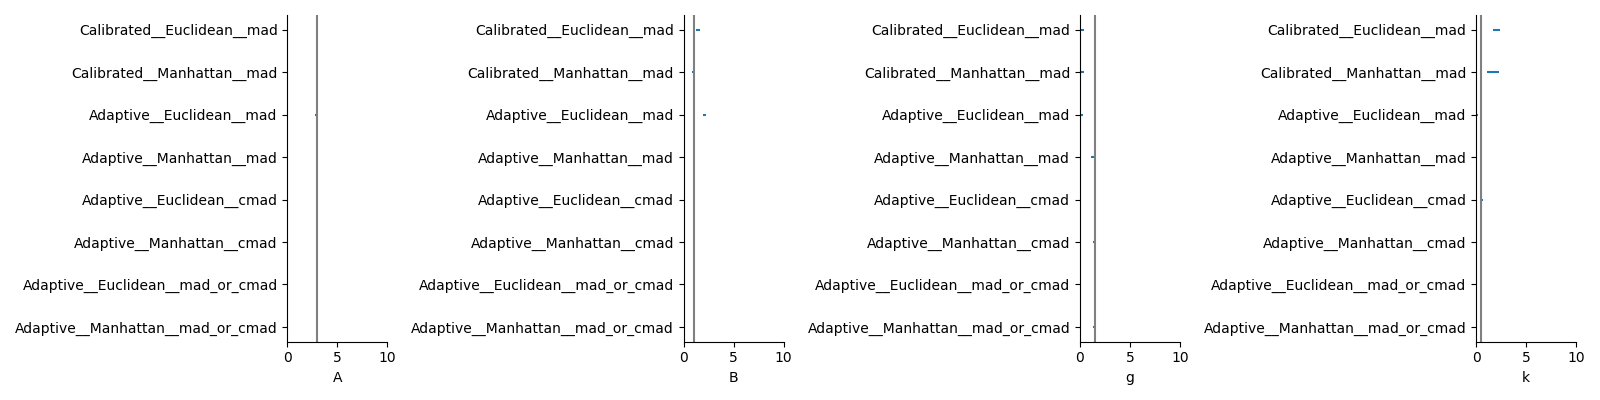 Calibrated__Euclidean__mad
Calibrated__Manhattan__mad
Adaptive__Euclidean__mad
Adaptive__Manhattan__mad
Adaptive__Euclidean__cmad
Adaptive__Manhattan__cmad
Adaptive__Euclidean__mad_or_cmad
Adaptive__Manhattan__mad_or_cmad
0 5 10
A
Calibrated__Euclidean__mad
Calibrated__Manhattan__mad
Adaptive__Euclidean__mad
Adaptive__Manhattan__mad
Adaptive__Euclidean__cmad
Adaptive__Manhattan__cmad
Adaptive__Euclidean__mad_or_cmad
Adaptive__Manhattan__mad_or_cmad
0 5 10
B
Calibrated__Euclidean__mad
Calibrated__Manhattan__mad
Adaptive__Euclidean__mad
Adaptive__Manhattan__mad
Adaptive__Euclidean__cmad
Adaptive__Manhattan__cmad
Adaptive__Euclidean__mad_or_cmad
Adaptive__Manhattan__mad_or_cmad
0 5 10
g
Calibrated__Euclidean__mad
Calibrated__Manhattan__mad
Adaptive__Euclidean__mad
Adaptive__Manhattan__mad
Adaptive__Euclidean__cmad
Adaptive__Manhattan__cmad
Adaptive__Euclidean__mad_or_cmad
Adaptive__Manhattan__mad_or_cmad
0 5 10
k